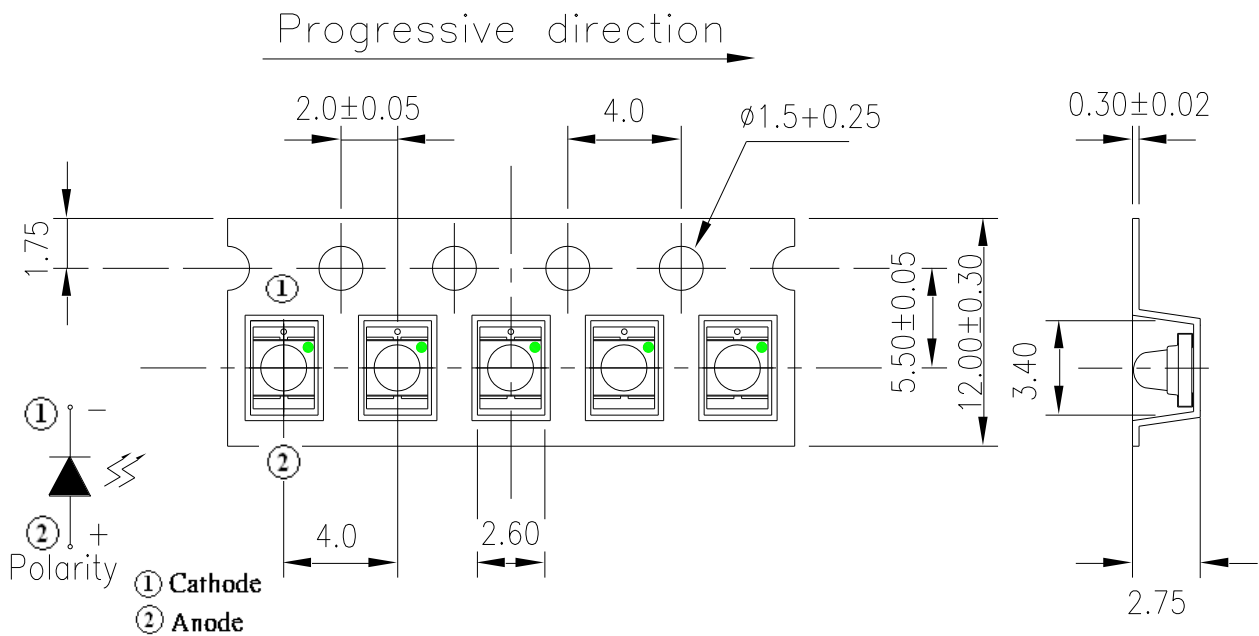 Progressive direction
2.0±0.05
4.0
ø1.5+0.25
0.30±0.02
1.75
①
5.50±0.05
12.00±0.30
3.40
① −
②
② +
Polarity
4.0
2.60
2.75
① Cathode
② Anode